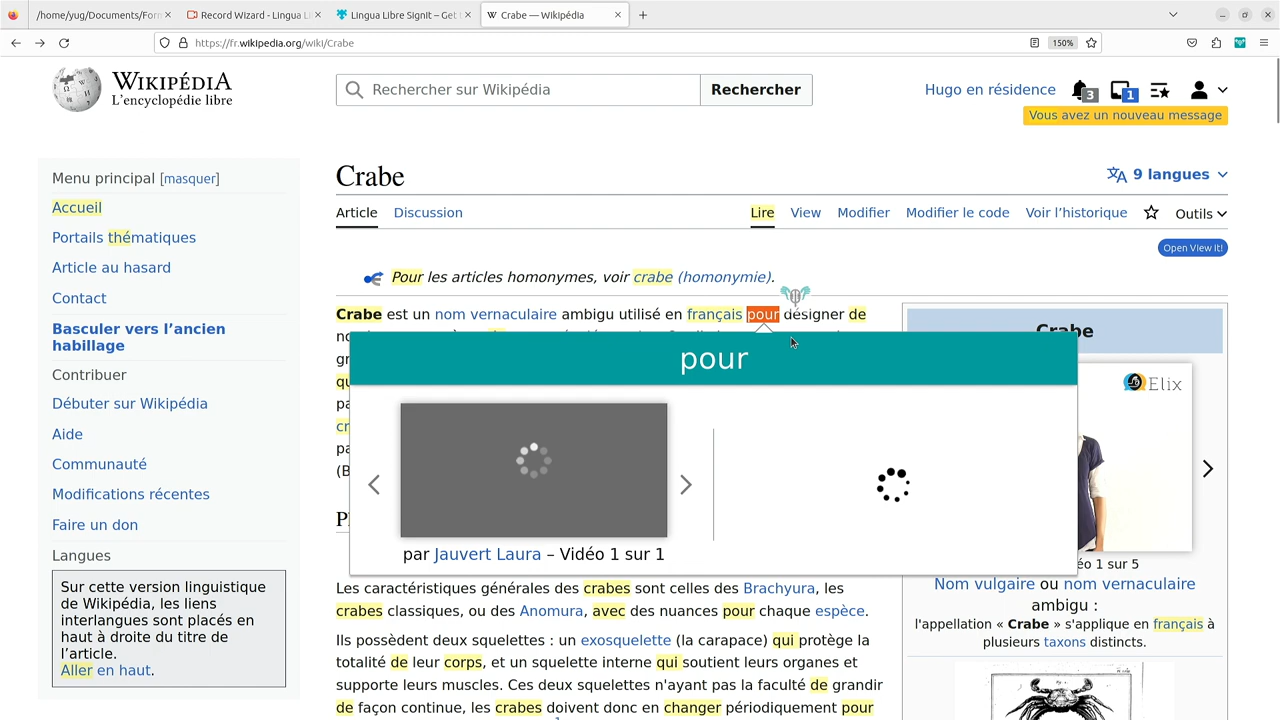 /home/yug/Documents/For
Record Wizard - Lingua Li
Lingua Libre SignIt – Get
Crabe — Wikipédia
https://fr.wikipedia.org/wiki/Crabe
150%
WIKIPÉDIA
L'encyclopédie libre
Rechercher sur Wikipédia
Rechercher
Hugo en résidence
3
1
Vous avez un nouveau message
Menu principal [masquer]
Accueil
Portails thématiques
Article au hasard
Contact
Basculer vers l’ancien
habillage
Contribuer
Débuter sur Wikipédia
Aide
Communauté
Modifications récentes
Faire un don
Langues
Sur cette version linguistique
de Wikipédia, les liens
interlangues sont placés en
haut à droite du titre de
l’article.
Aller en haut.
Crabe
9 langues
Article
Discussion
Lire
View
Modifier
Modifier le code
Voir l’historique
Outils
Open View it!
Pour les articles homonymes, voir crabe (homonymie).
Crabe est un nom vernaculaire ambigu utilisé en français pour désigner de
pour
par Jauvert Laura – Vidéo 1 sur 1
Les caractéristiques générales des crabes sont celles des Brachyura, les
crabes classiques, ou des Anomura, avec des nuances pour chaque espèce.
Ils possèdent deux squelettes : un exosquelette (la carapace) qui protège la
totalité de leur corps, et un squelette interne qui soutient leurs organes et
supporte leurs muscles. Ces deux squelettes n'ayant pas la faculté de grandir
de façon continue, les crabes doivent donc en changer périodiquement pour
Crabe
Elix
1 sur 5
Nom vulgaire ou nom vernaculaire
ambigu :
l'appellation « Crabe » s'applique en français à
plusieurs taxons distincts.